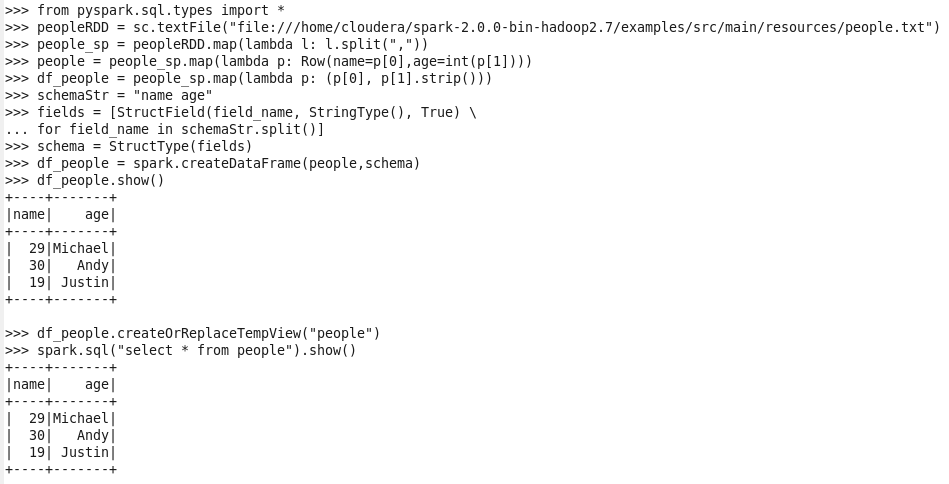 >>> from pyspark.sql.types import *
>>> peopleRDD = sc.textFile("file:///home/cloudera/spark-2.0.0-bin-hadoop2.7/examples/src/main/resources/people.txt")
>>> people_sp = peopleRDD.map(lambda l: l.split(","))
>>> people = people_sp.map(lambda p: Row(name=p[0],age=int(p[1])))
>>> df_people = people_sp.map(lambda p: (p[0], p[1].strip()))
>>> schemaStr = "name age"
>>> fields = [StructField(field_name, StringType(), True) \
... for field_name in schemaStr.split()]
>>> schema = StructType(fields)
>>> df_people = spark.createDataFrame(people,schema)
>>> df_people.show()
+----+-------+
|name|    age|
+----+-------+
|  29|Michael|
|  30|   Andy|
|  19| Justin|
+----+-------+
>>> df_people.createOrReplaceTempView("people")
>>> spark.sql("select * from people").show()
+----+-------+
|name|    age|
+----+-------+
|  29|Michael|
|  30|   Andy|
|  19| Justin|
+----+-------+